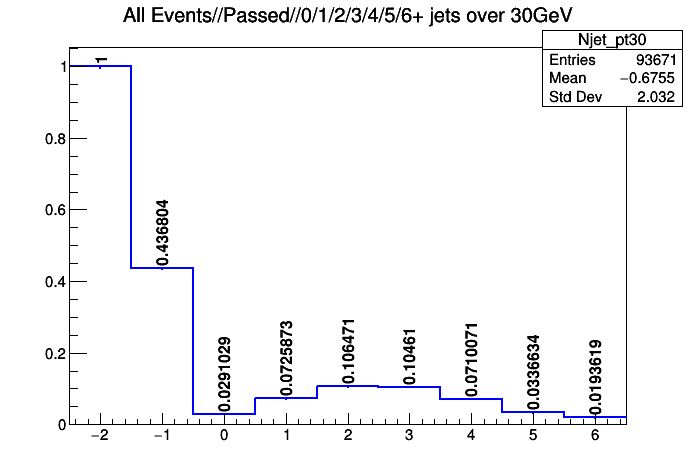 All Events//Passed//0/1/2/3/4/5/6+ jets over 30GeV
Njet_pt30
Entries 93671
Mean −0.6755
Std Dev 2.032
1
0.8
0.6
0.4
0.2
0
1
0.436804
0.0291029
0.0725873
0.106471
0.10461
0.0710071
0.0336634
0.0193619
−2 −1 0 1 2 3 4 5 6